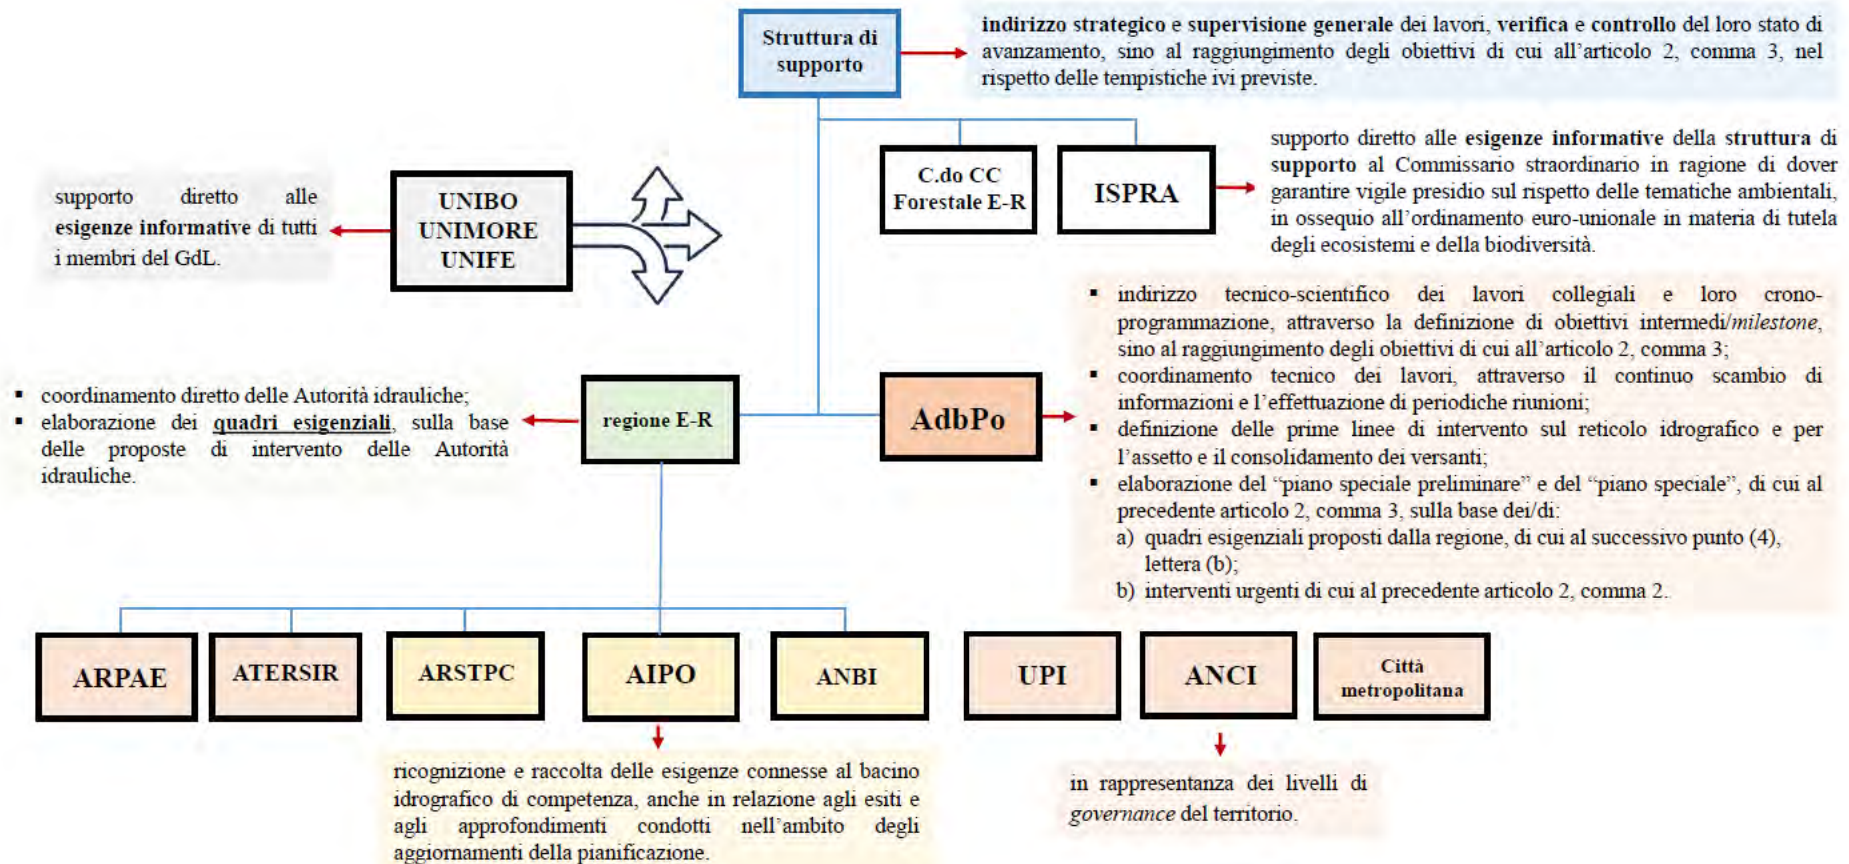 Struttura di
supporto
indirizzo strategico e supervisione generale dei lavori, verifica e controllo del loro stato di
avanzamento, sino al raggiungimento degli obiettivi di cui all’articolo 2, comma 3, nel
rispetto delle tempistiche ivi previste.
supporto diretto alle
esigenze informative di tutti
i membri del GdL.
UNIBO
UNIMORE
UNIFE
C.do CC
Forestale E-R
ISPRA
supporto diretto alle esigenze informative della struttura di
supporto al Commissario straordinario in ragione di dover
garantire vigile presidio sul rispetto delle tematiche ambientali,
in ossequio all’ordinamento euro-unionale in materia di tutela
degli ecosistemi e della biodiversità.
▪ coordinamento diretto delle Autorità idrauliche;
▪ elaborazione dei quadri esigenziali, sulla base
delle proposte di intervento delle Autorità
idrauliche.
regione E-R
AdbPo
▪ indirizzo tecnico-scientifico dei lavori collegiali e loro crono-
programmazione, attraverso la definizione di obiettivi intermedi/milestone,
sino al raggiungimento degli obiettivi di cui all’articolo 2, comma 3;
▪ coordinamento tecnico dei lavori, attraverso il continuo scambio di
informazioni e l’effettuazione di periodiche riunioni;
▪ definizione delle prime linee di intervento sul reticolo idrografico e per
l’assetto e il consolidamento dei versanti;
▪ elaborazione del “piano speciale preliminare” e del “piano speciale”, di cui al
precedente articolo 2, comma 3, sulla base dei/di:
a) quadri esigenziali proposti dalla regione, di cui al successivo punto (4),
lettera (b);
b) interventi urgenti di cui al precedente articolo 2, comma 2.
ARPAE
ATERSIR
ARSTPC
AIPO
ANBI
UPI
ANCI
Città
metropolitana
ricognizione e raccolta delle esigenze connesse al bacino
idrografico di competenza, anche in relazione agli esiti e
agli approfondimenti condotti nell’ambito degli
aggiornamenti della pianificazione.
in rappresentanza dei livelli di
governance del territorio.